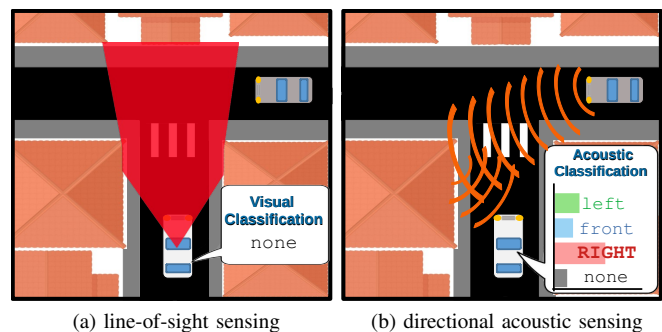 Visual
Classification
none
Acoustic
Classification
left
front
RIGHT
none
(a) line-of-sight sensing
(b) directional acoustic sensing